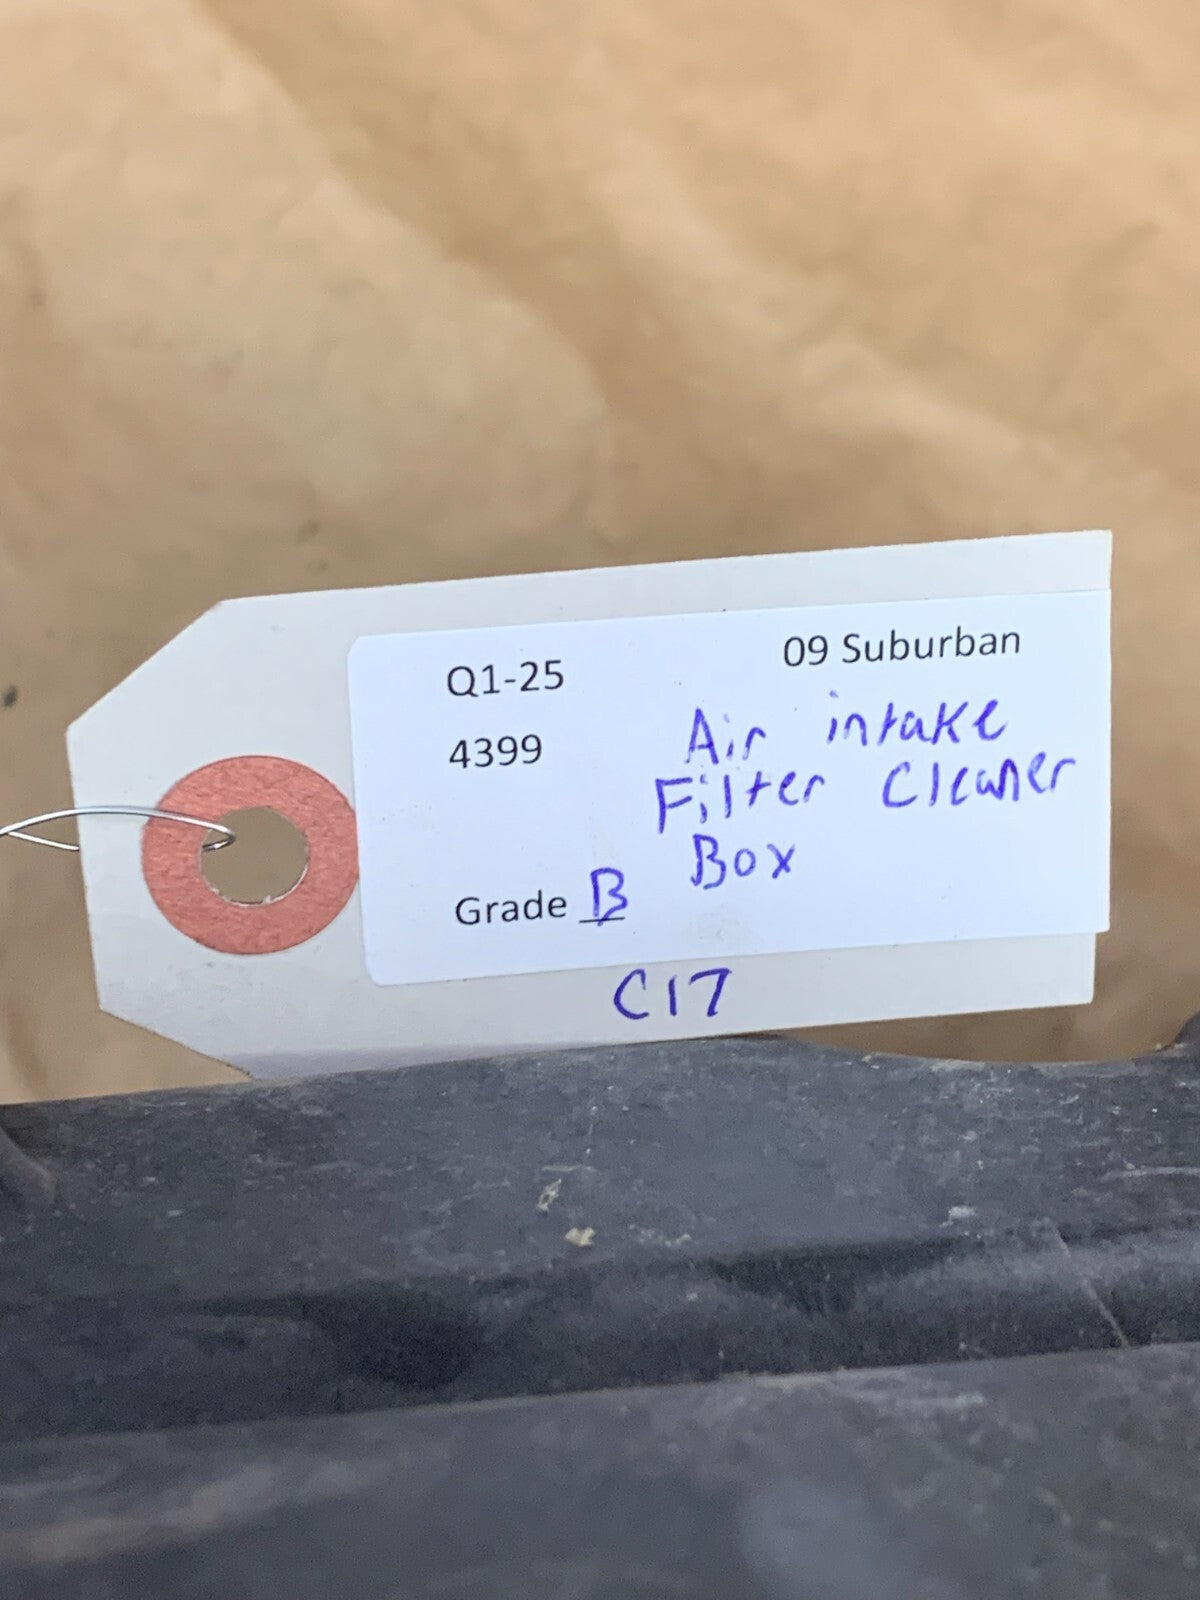 Q1-25 09 Suburban
4399 Air intake
Filter Cleaner
Box
Grade B
C17